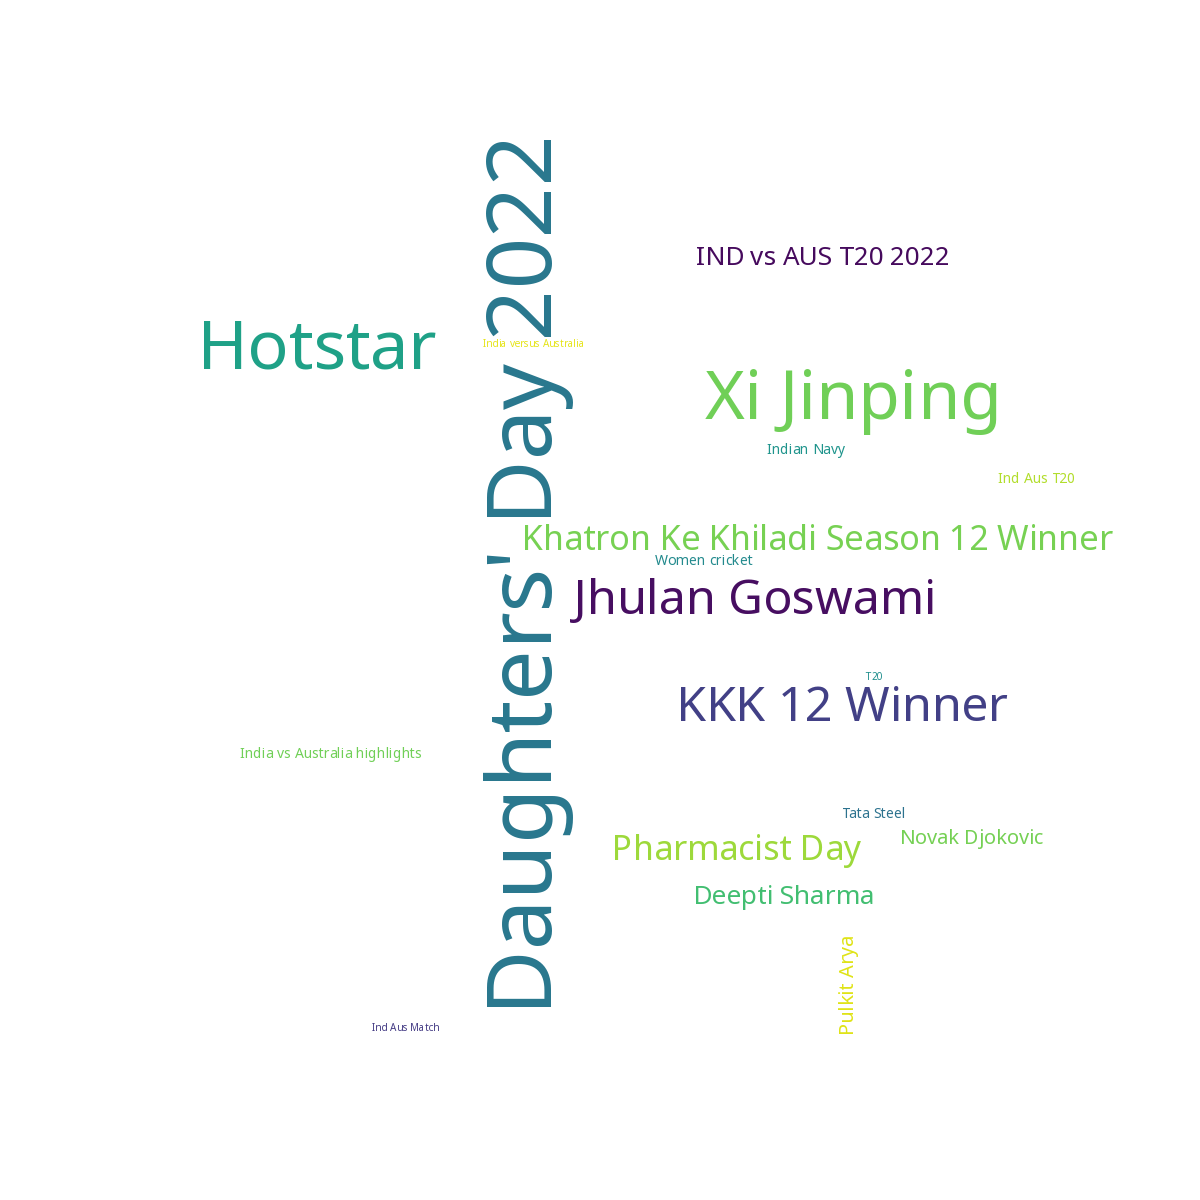 Daughters' Day 2022
IND vs AUS T20 2022
Hotstar
India versus Australia
Xi Jinping
Indian Navy
Ind Aus T20
Khatron Ke Khiladi Season 12 Winner
Women cricket
Jhulan Goswami
T20
KKK 12 Winner
India vs Australia highlights
Tata Steel
Novak Djokovic
Pharmacist Day
Deepti Sharma
Pulkit Arya
Ind Aus Match